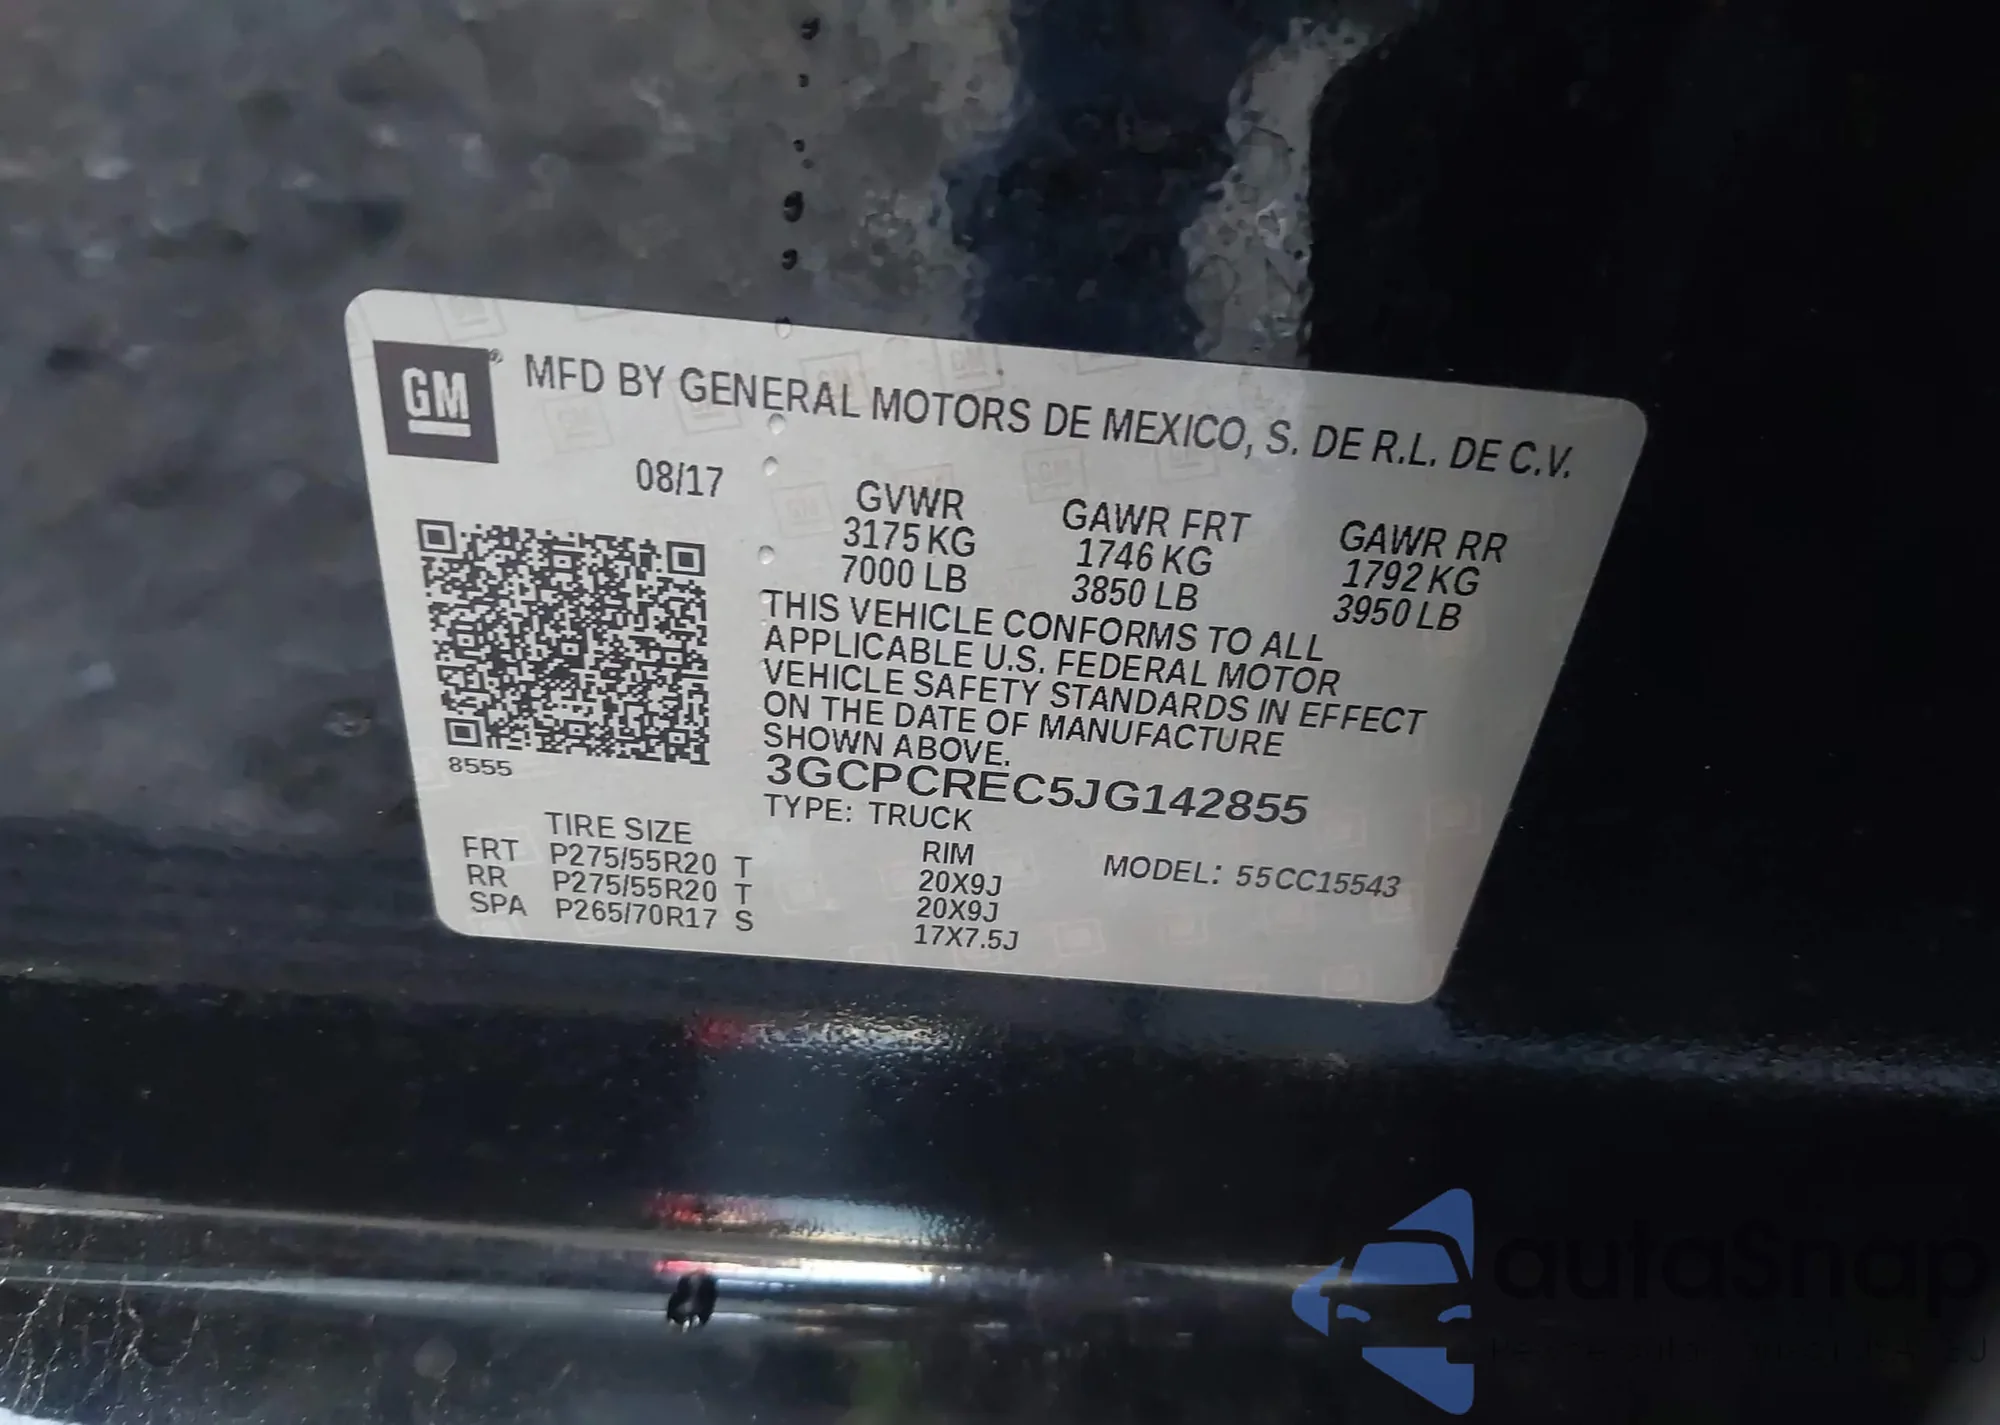 GM
MFD BY GENERAL MOTORS DE MEXICO, S. DE R.L. DE C.V.
08/17
GVWR GAWR FRT GAWR RR
3175 KG 1746 KG 1792 KG
7000 LB 3850 LB 3950 LB
THIS VEHICLE CONFORMS TO ALL
APPLICABLE U.S. FEDERAL MOTOR
VEHICLE SAFETY STANDARDS IN EFFECT
ON THE DATE OF MANUFACTURE
SHOWN ABOVE.
8555
3GCPCREC5JG142855
TYPE: TRUCK
MODEL: 55CC15543
TIRE SIZE RIM
FRT P275/55R20 T 20X9J
RR P275/55R20 T 20X9J
SPA P265/70R17 S 17X7.5J
autoSnap